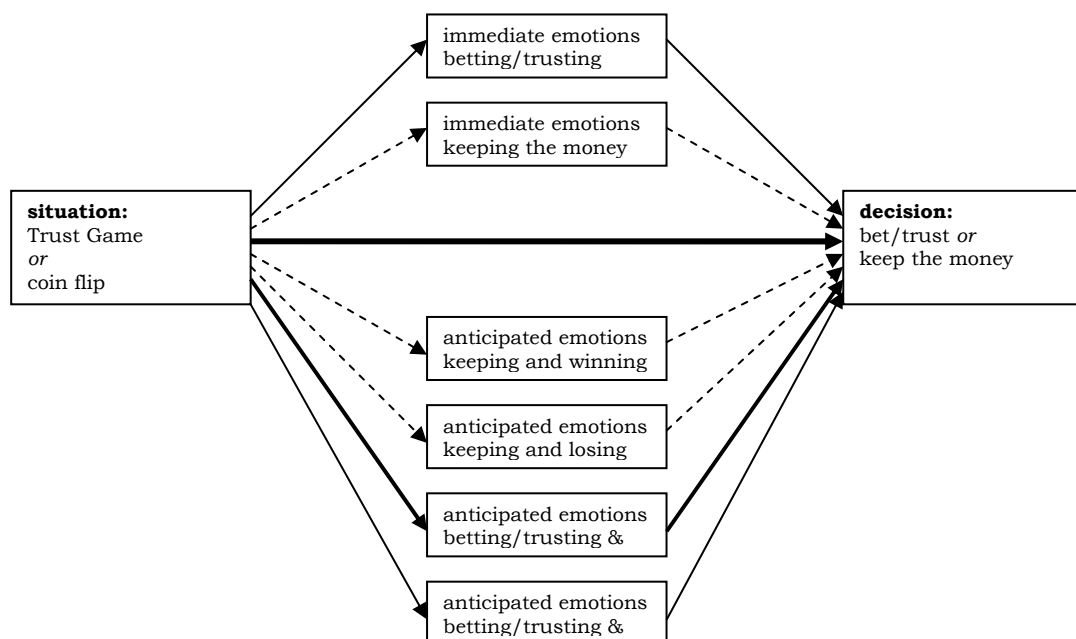 immediate emotions
betting/trusting
immediate emotions
keeping the money
situation:
Trust Game
or
coin flip
decision:
bet/trust or
keep the money
anticipated emotions
keeping and winning
anticipated emotions
keeping and losing
anticipated emotions
betting/trusting &
anticipated emotions
betting/trusting &